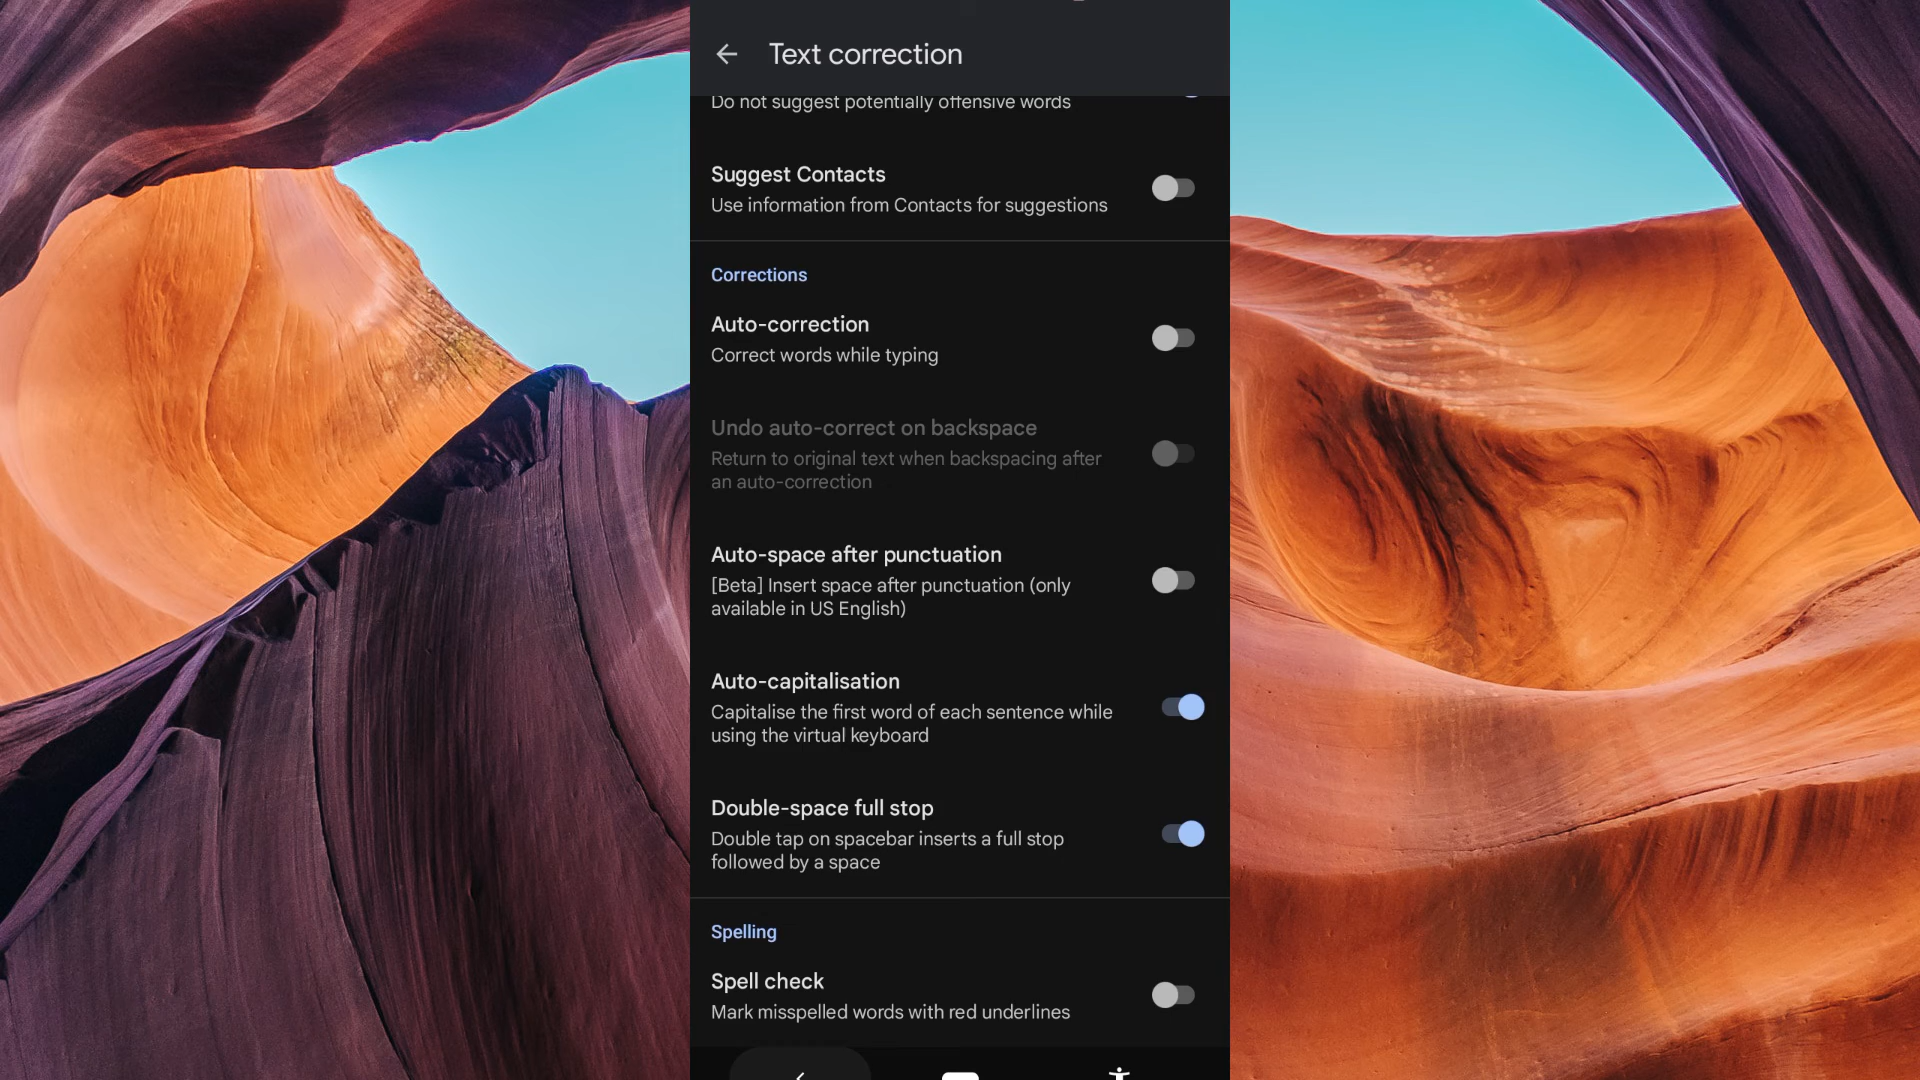 Text correction
Do not suggest potentially offensive words
Suggest Contacts
Use information from Contacts for suggestions
Corrections
Auto-correction
Correct words while typing
Undo auto-correct on backspace
Return to original text when backspacing after
an auto-correction
Auto-space after punctuation
[Beta] Insert space after punctuation (only
available in US English)
Auto-capitalisation
Capitalise the first word of each sentence while
using the virtual keyboard
Double-space full stop
Double tap on spacebar inserts a full stop
followed by a space
Spelling
Spell check
Mark misspelled words with red underlines